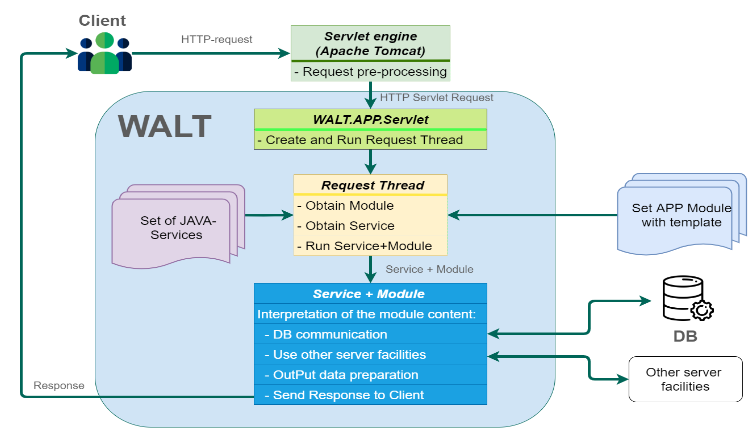 Client
HTTP-request
Servlet engine
(Apache Tomcat)
- Request pre-processing
HTTP Servlet Request
WALT
WALT.APP.Servlet
- Create and Run Request Thread
Request Thread
- Obtain Module
- Obtain Service
- Run Service+Module
Set of JAVA-
Services
Set APP Module
with template
Service + Module
Service + Module
Interpretation of the module content:
- DB communication
- Use other server facilities
- OutPut data preparation
- Send Response to Client
DB
Other server
facilities
Response